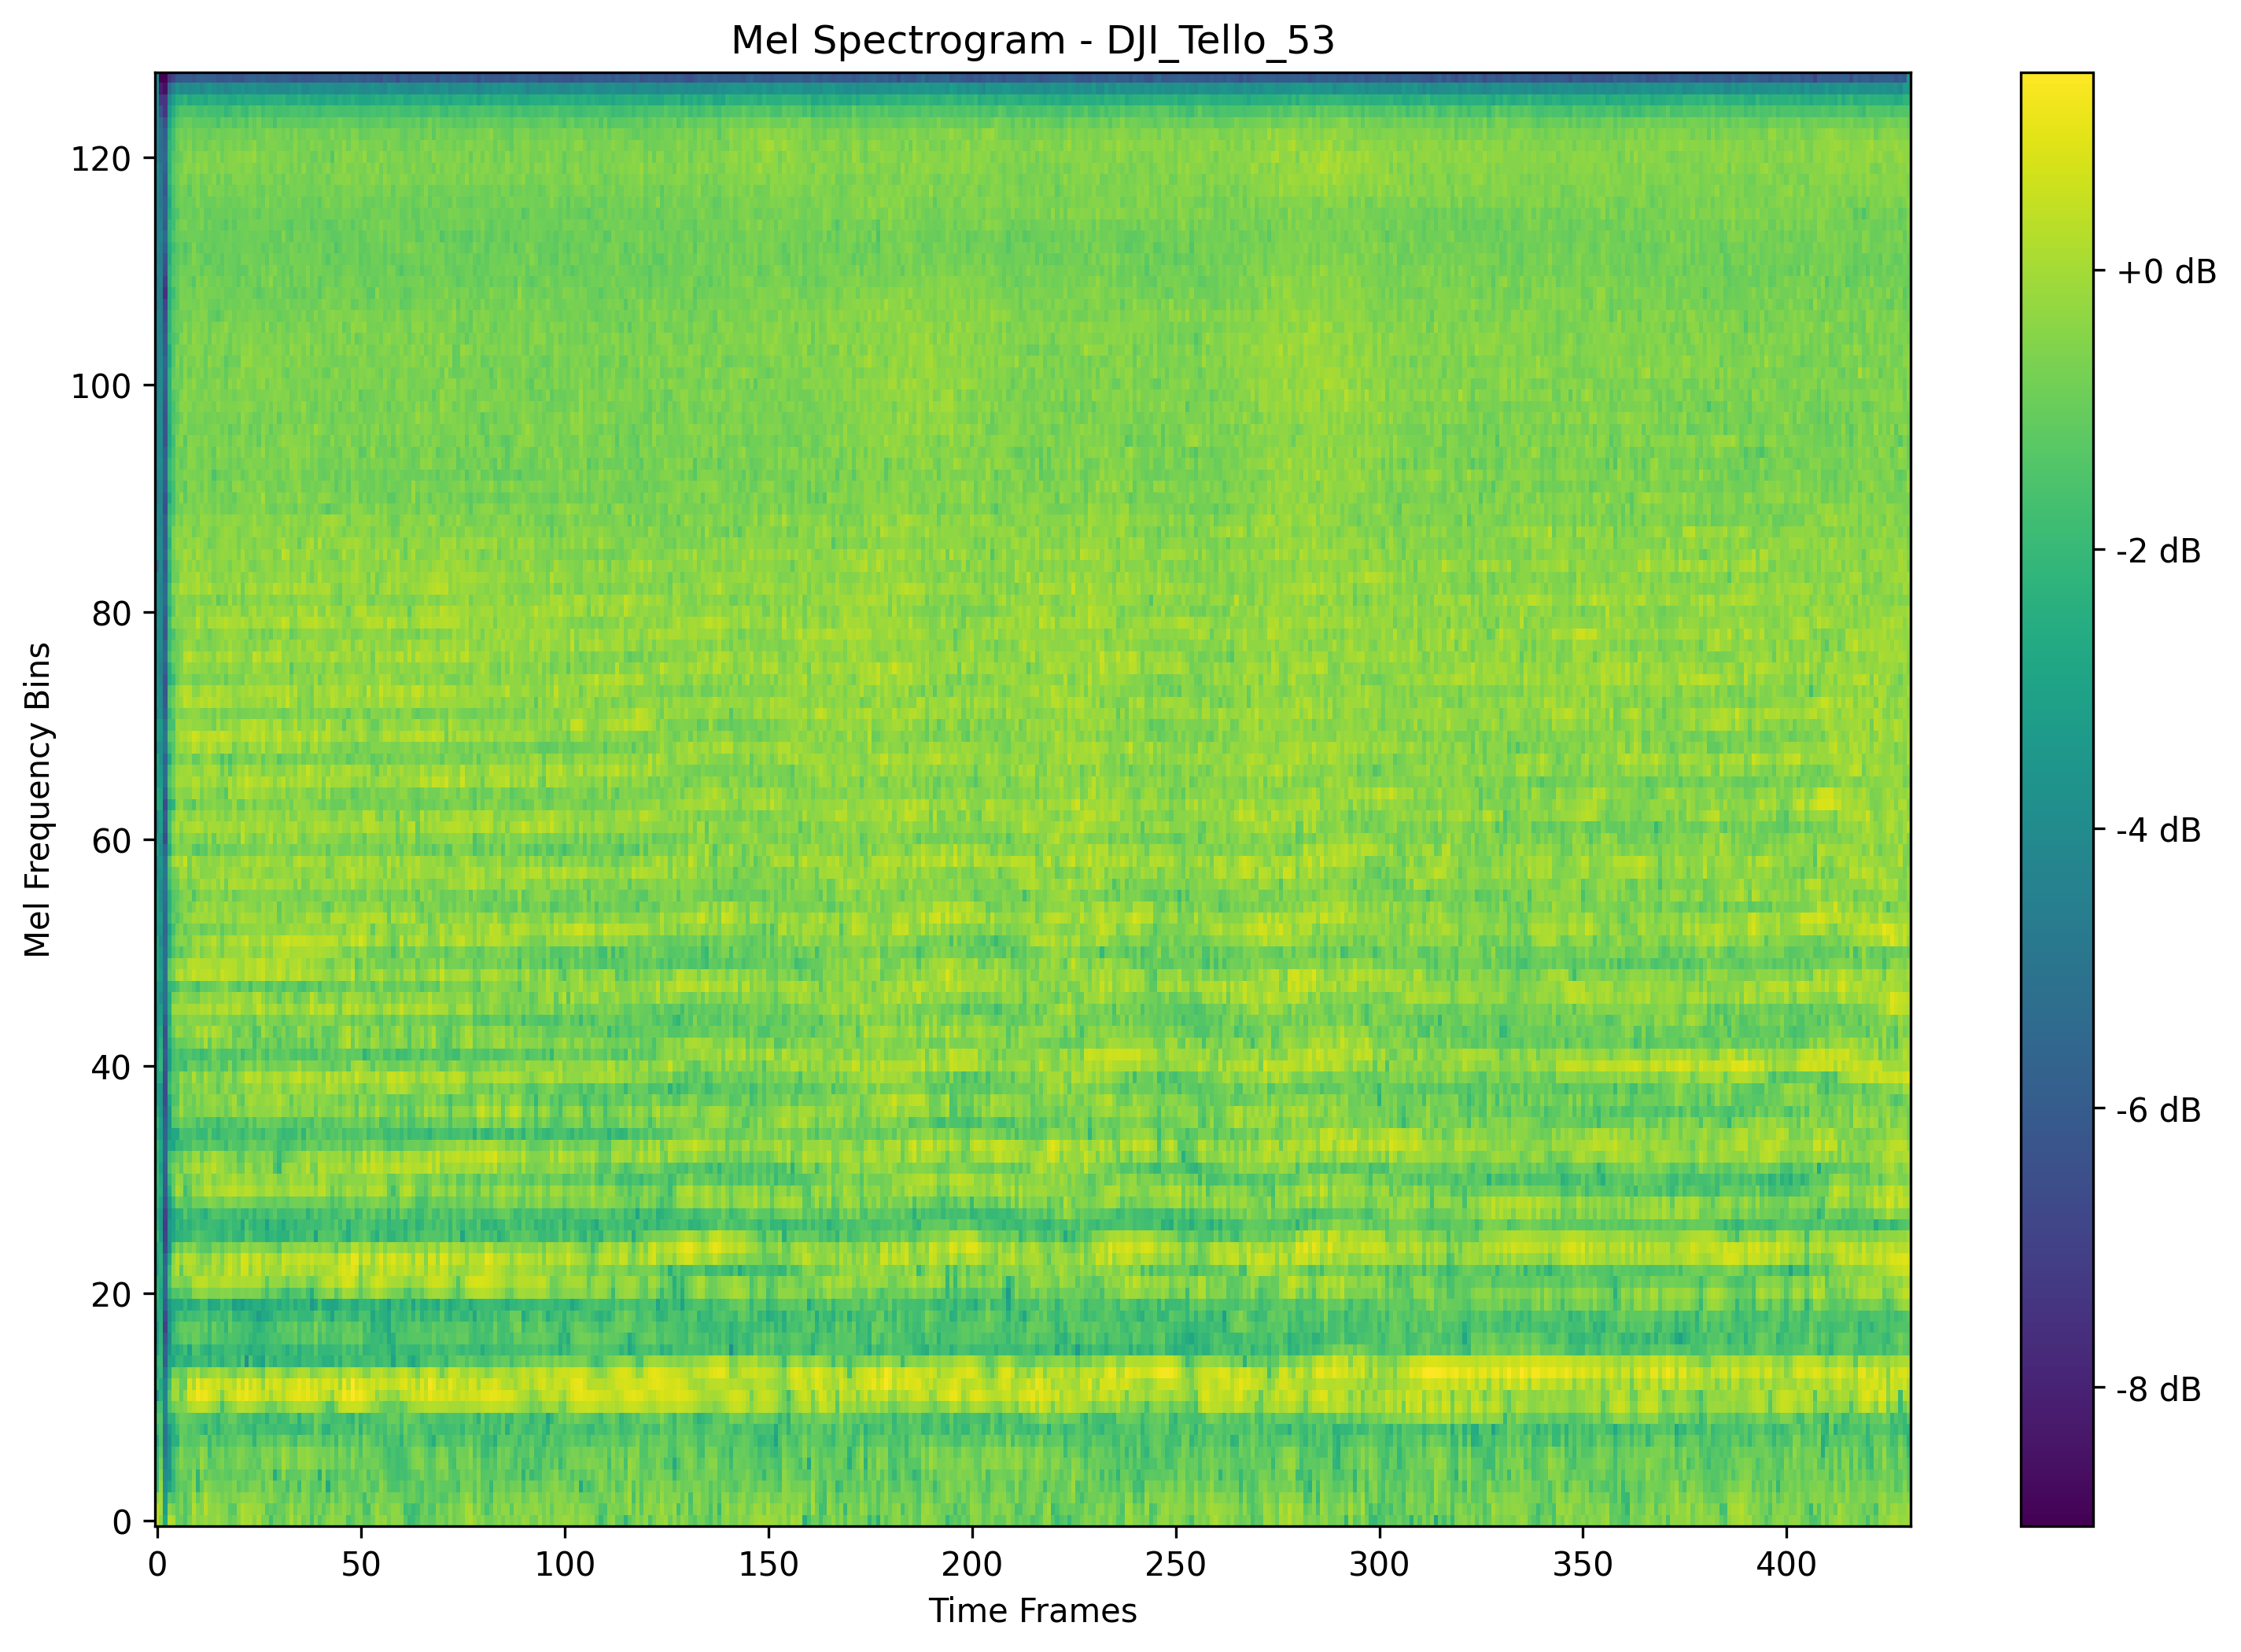 Mel Spectrogram - DJI_Tello_53
120
100
80
60
40
20
0
Mel Frequency Bins
0 50 100 150 200 250 300 350 400
Time Frames
+0 dB
-2 dB
-4 dB
-6 dB
-8 dB